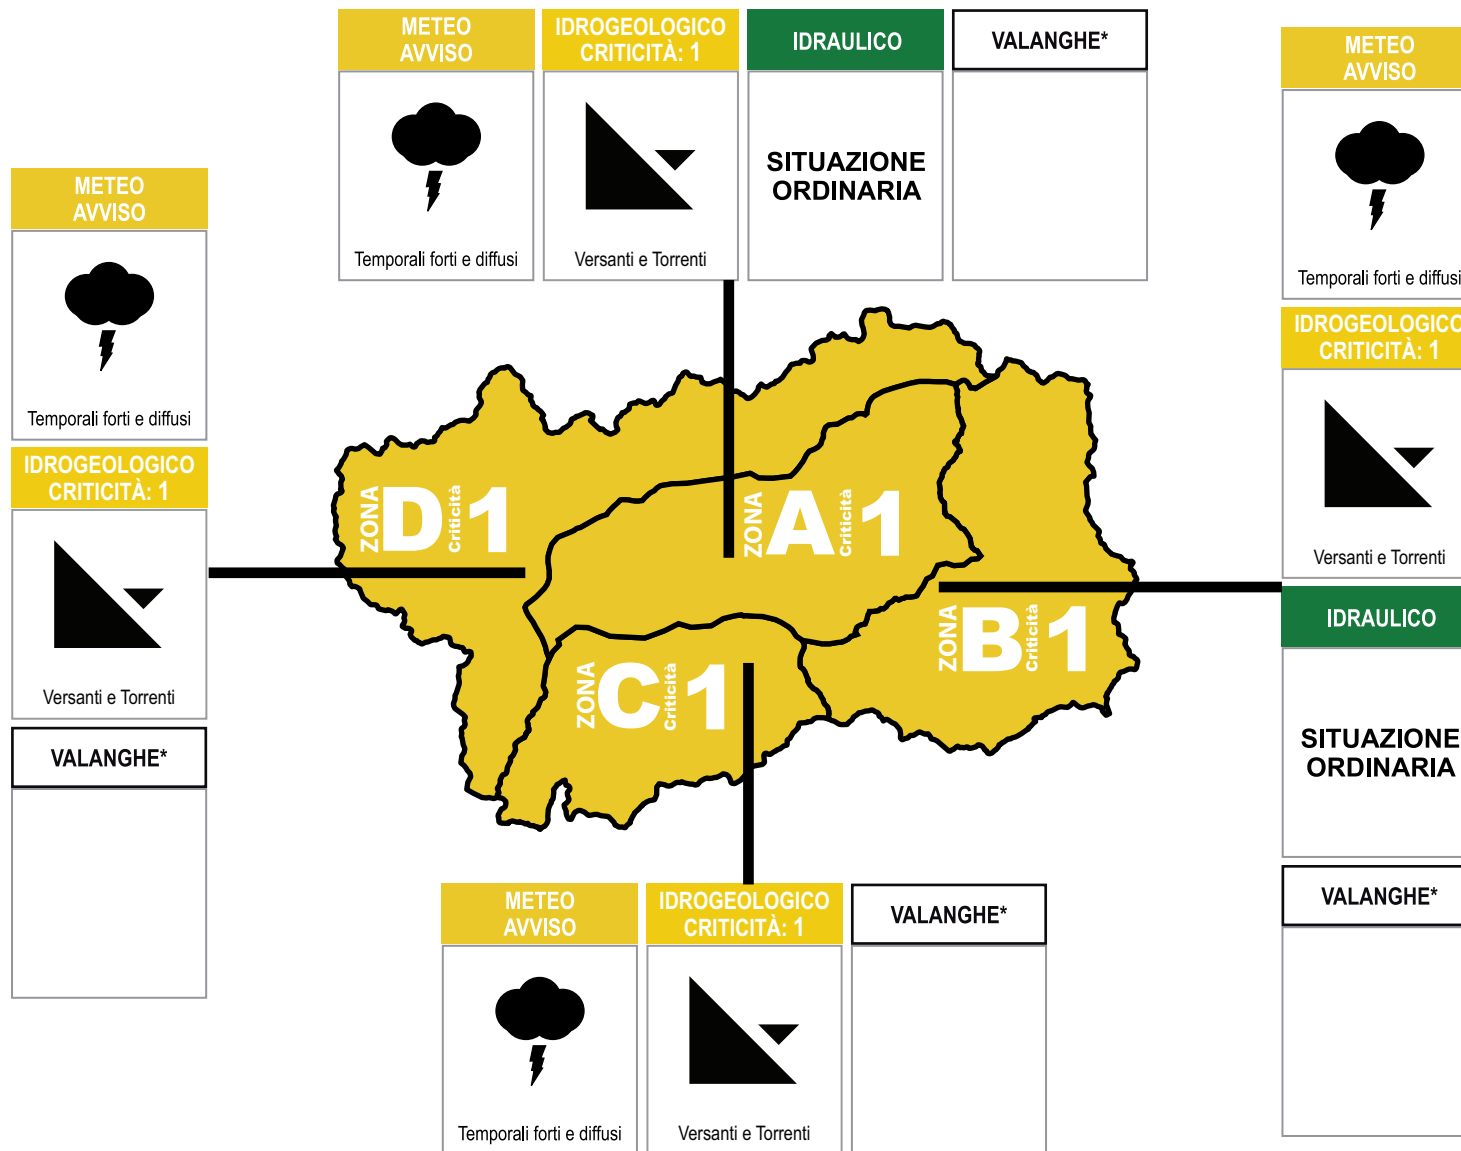 METEO
AVVISO
Temporali forti e diffusi
IDROGEOLOGICO
CRITICITÀ: 1
Versanti e Torrenti
IDRAULICO
SITUAZIONE
ORDINARIA
VALANGHE*
METEO
AVVISO
Temporali forti e diffusi
IDROGEOLOGICO
CRITICITÀ: 1
Versanti e Torrenti
VALANGHE*
ZONA D Criticità 1
ZONA A Criticità 1
ZONA B Criticità 1
ZONA C Criticità 1
METEO
AVVISO
Temporali forti e diffusi
IDROGEOLOGICO
CRITICITÀ: 1
Versanti e Torrenti
IDRAULICO
SITUAZIONE
ORDINARIA
VALANGHE*
METEO
AVVISO
Temporali forti e diffusi
IDROGEOLOGICO
CRITICITÀ: 1
Versanti e Torrenti
VALANGHE*